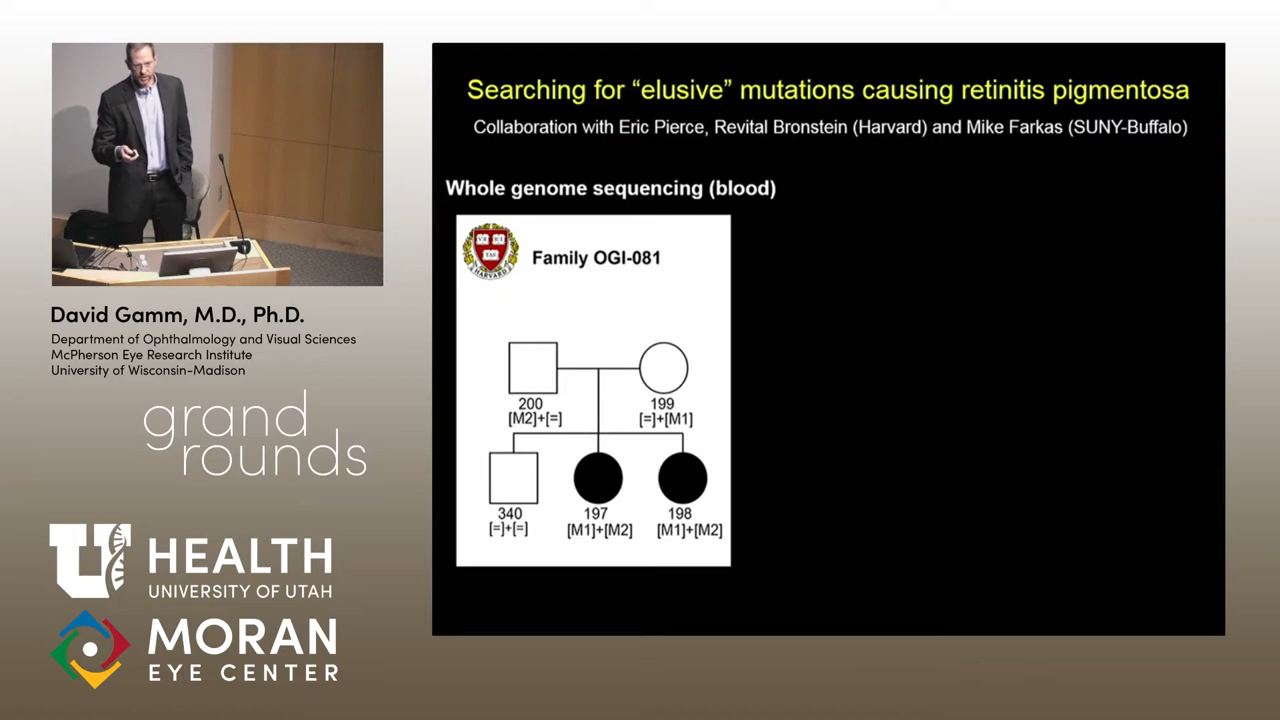 Searching for “elusive” mutations causing retinitis pigmentosa
Collaboration with Eric Pierce, Revital Bronstein (Harvard) and Mike Farkas (SUNY-Buffalo)
Whole genome sequencing (blood)
HARVARD
Family OGI-081
200
[M2]+[=]
199
[=]+[M1]
340
[=]+[=]
197
[M1]+[M2]
198
[M1]+[M2]
David Gamm, M.D., Ph.D.
Department of Ophthalmology and Visual Sciences
McPherson Eye Research Institute
University of Wisconsin-Madison
grand
rounds
U HEALTH
UNIVERSITY OF UTAH
MORAN
EYE CENTER